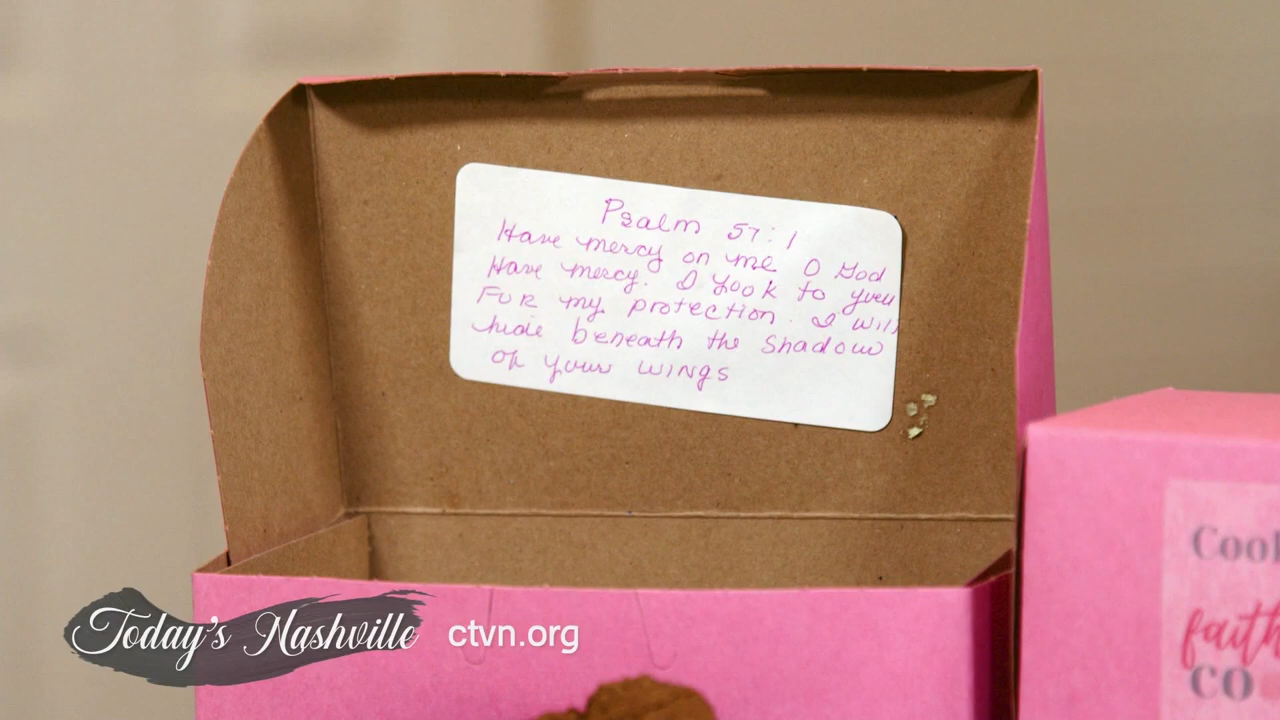 Psalm 57:1
Have mercy on me O God
Have mercy. I look to you
FOR my protection. I will
hide beneath the shadow
of your wings
Today's Nashville
ctvn.org
faith
CO